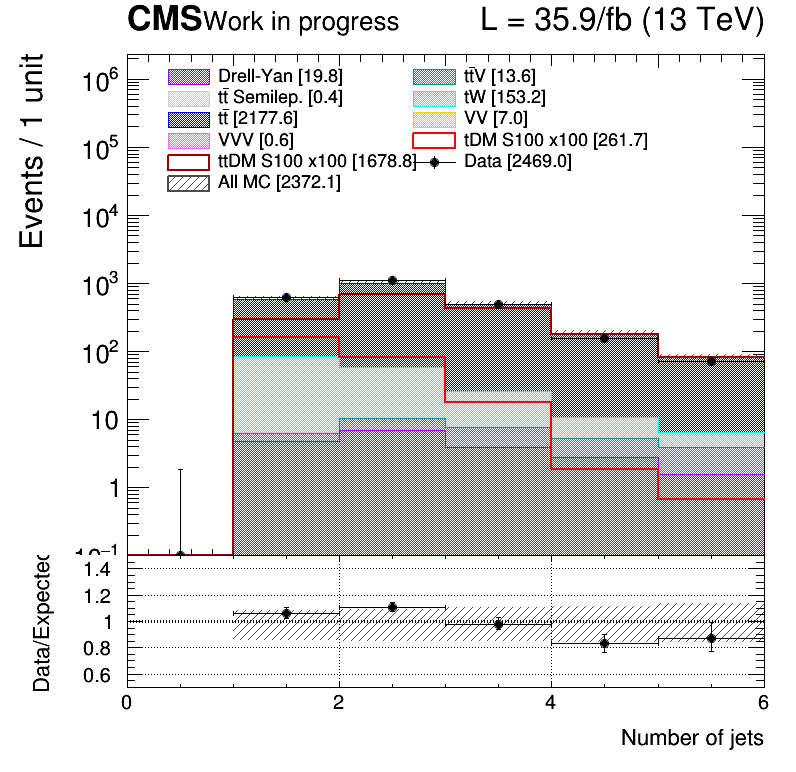 CMS Work in progress L = 35.9/fb (13 TeV)
Events / 1 unit
10⁶
10⁵
10⁴
10³
10²
10
1
10⁻¹
Drell-Yan [19.8] tt̄V [13.6]
tt̄ Semilep. [0.4] tW [153.2]
tt̄ [2177.6] VV [7.0]
VVV [0.6] tDM S100 x100 [261.7]
ttDM S100 x100 [1678.8] Data [2469.0]
All MC [2372.1]
Data/Expected
1.4
1.2
1
0.8
0.6
0 2 4 6
Number of jets